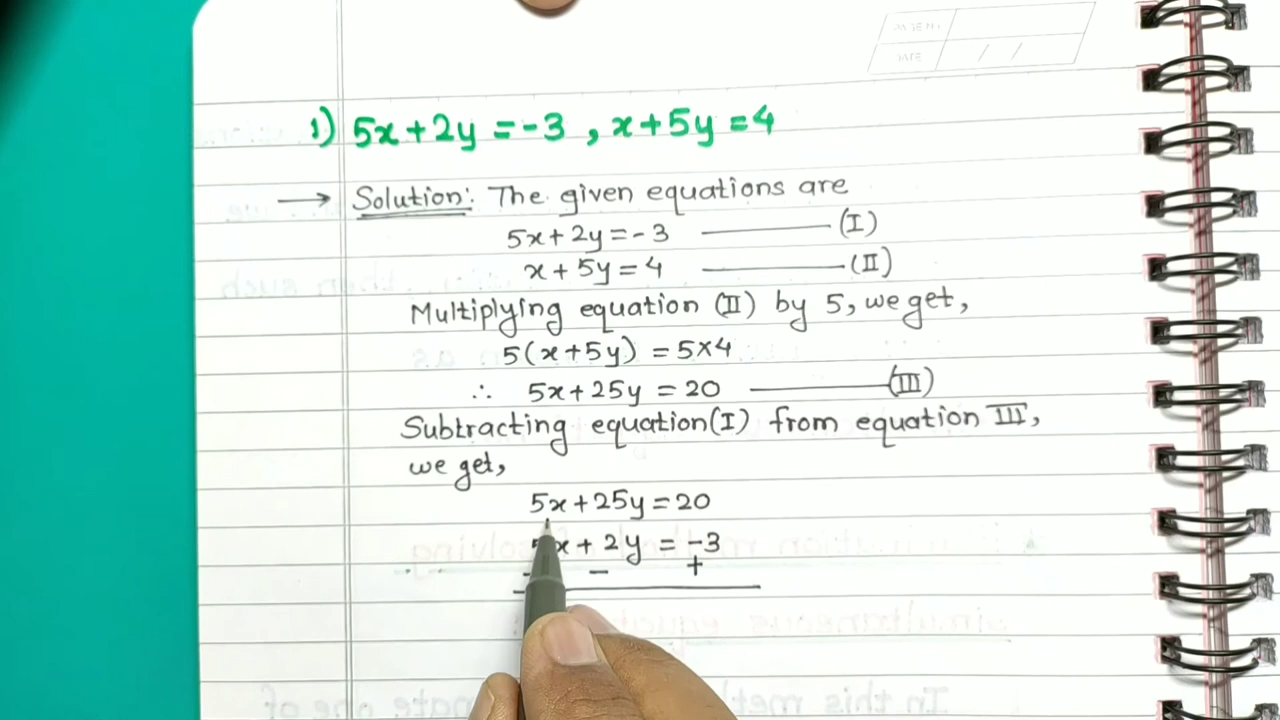 1) 5x+2y=-3, x+5y=4
→ Solution: The given equations are
5x+2y=-3 ——— (I)
x+5y=4 ——— (II)
Multiplying equation (II) by 5, we get,
5(x+5y) = 5×4
∴ 5x+25y = 20 ——— (III)
Subtracting equation(I) from equation III,
we get,
5x+25y=20
x + 2y = -3
- - +